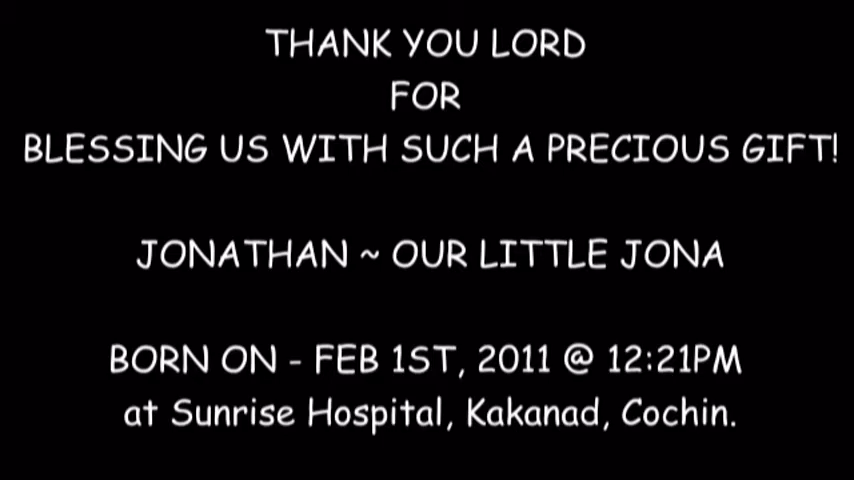 THANK YOU LORD
FOR
BLESSING US WITH SUCH A PRECIOUS GIFT!
JONATHAN ~ OUR LITTLE JONA
BORN ON - FEB 1ST, 2011 @ 12:21PM
at Sunrise Hospital, Kakanad, Cochin.